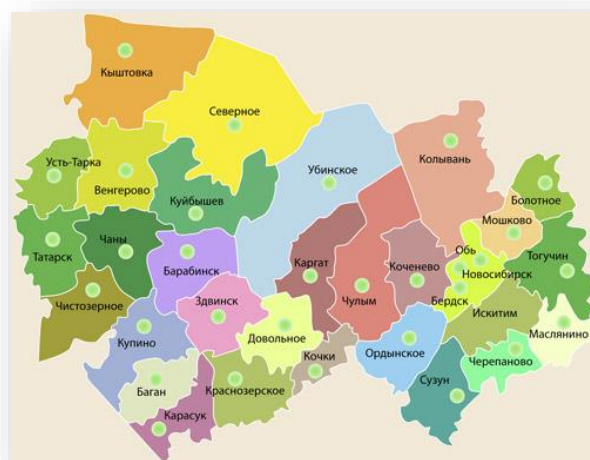 Кыштовка
Северное
Усть-Тарка
Венгерово
Куйбышев
Убинское
Колывань
Болотное
Мошково
Татарск
Чаны
Барабинск
Каргат
Коченево
Обь
Новосибирск
Тогучин
Чистозерное
Здвинск
Чулым
Бердск
Искитим
Маслянино
Купино
Довольное
Кочки
Ордынское
Черепаново
Баган
Краснозерское
Сузун
Карасук